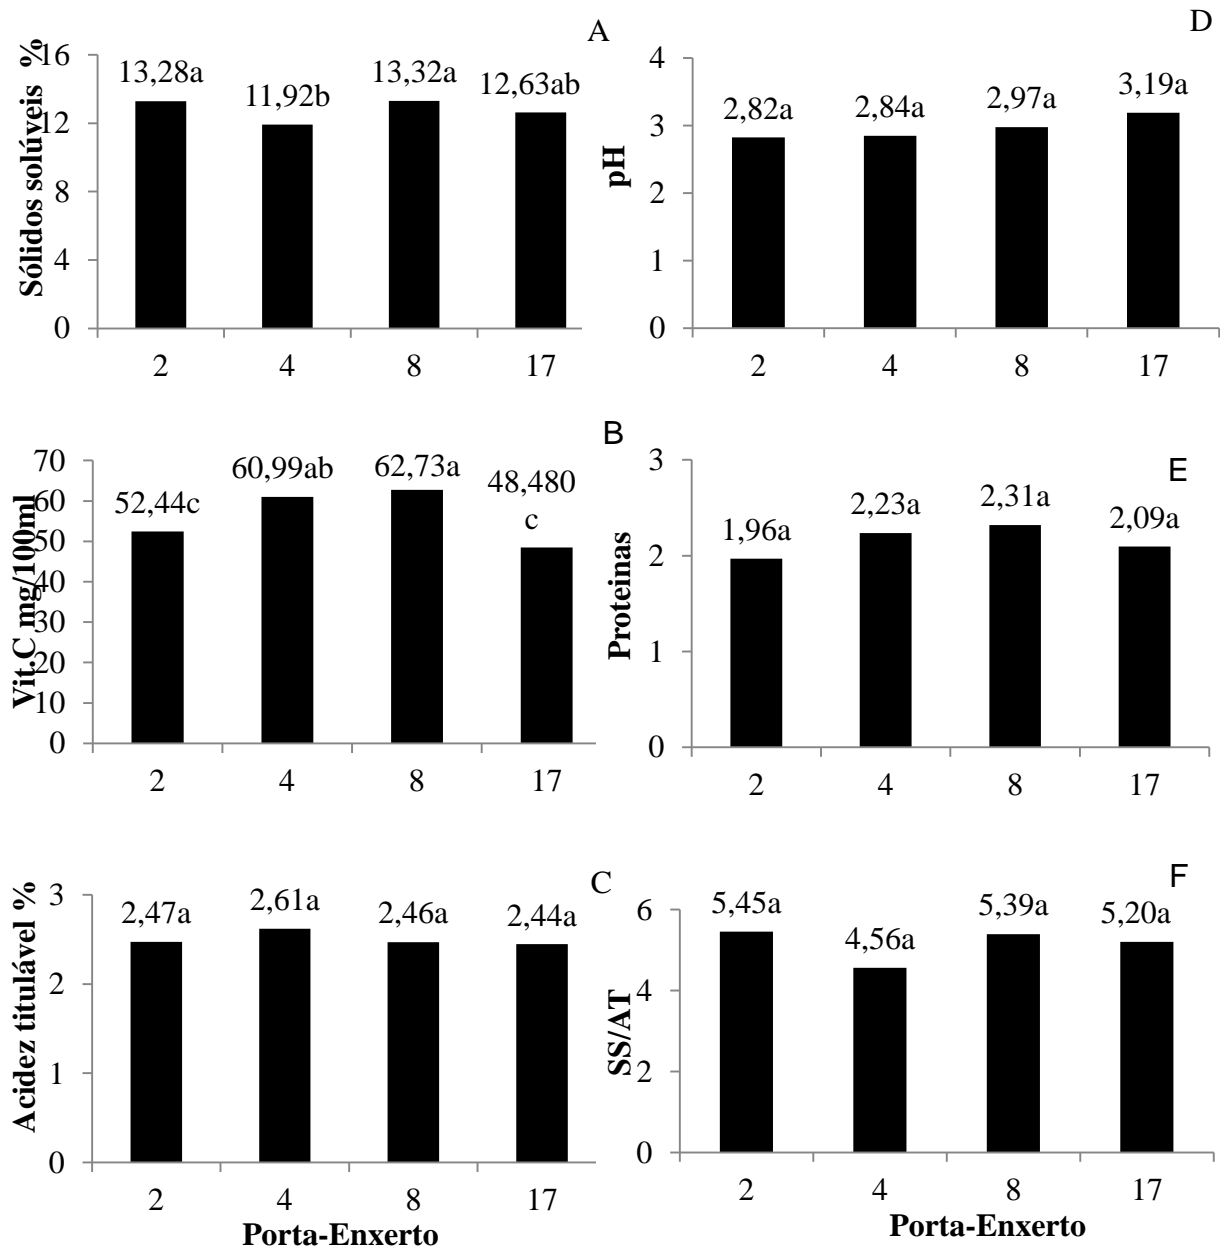 A
Sólidos solúveis %
16
12
8
4
0
13,28a
11,92b
13,32a
12,63ab
2
4
8
17
D
pH
4
3
2
1
0
2,82a
2,84a
2,97a
3,19a
2
4
8
17
B
Vit.C mg/100ml
70
60
50
40
30
20
10
0
52,44c
60,99ab
62,73a
48,480
c
2
4
8
17
E
Proteinas
3
2
1
0
1,96a
2,23a
2,31a
2,09a
2
4
8
17
C
Acidez titulável %
3
2
1
0
2,47a
2,61a
2,46a
2,44a
2
4
8
17
Porta-Enxerto
F
SS/AT
6
4
2
0
5,45a
4,56a
5,39a
5,20a
2
4
8
17
Porta-Enxerto